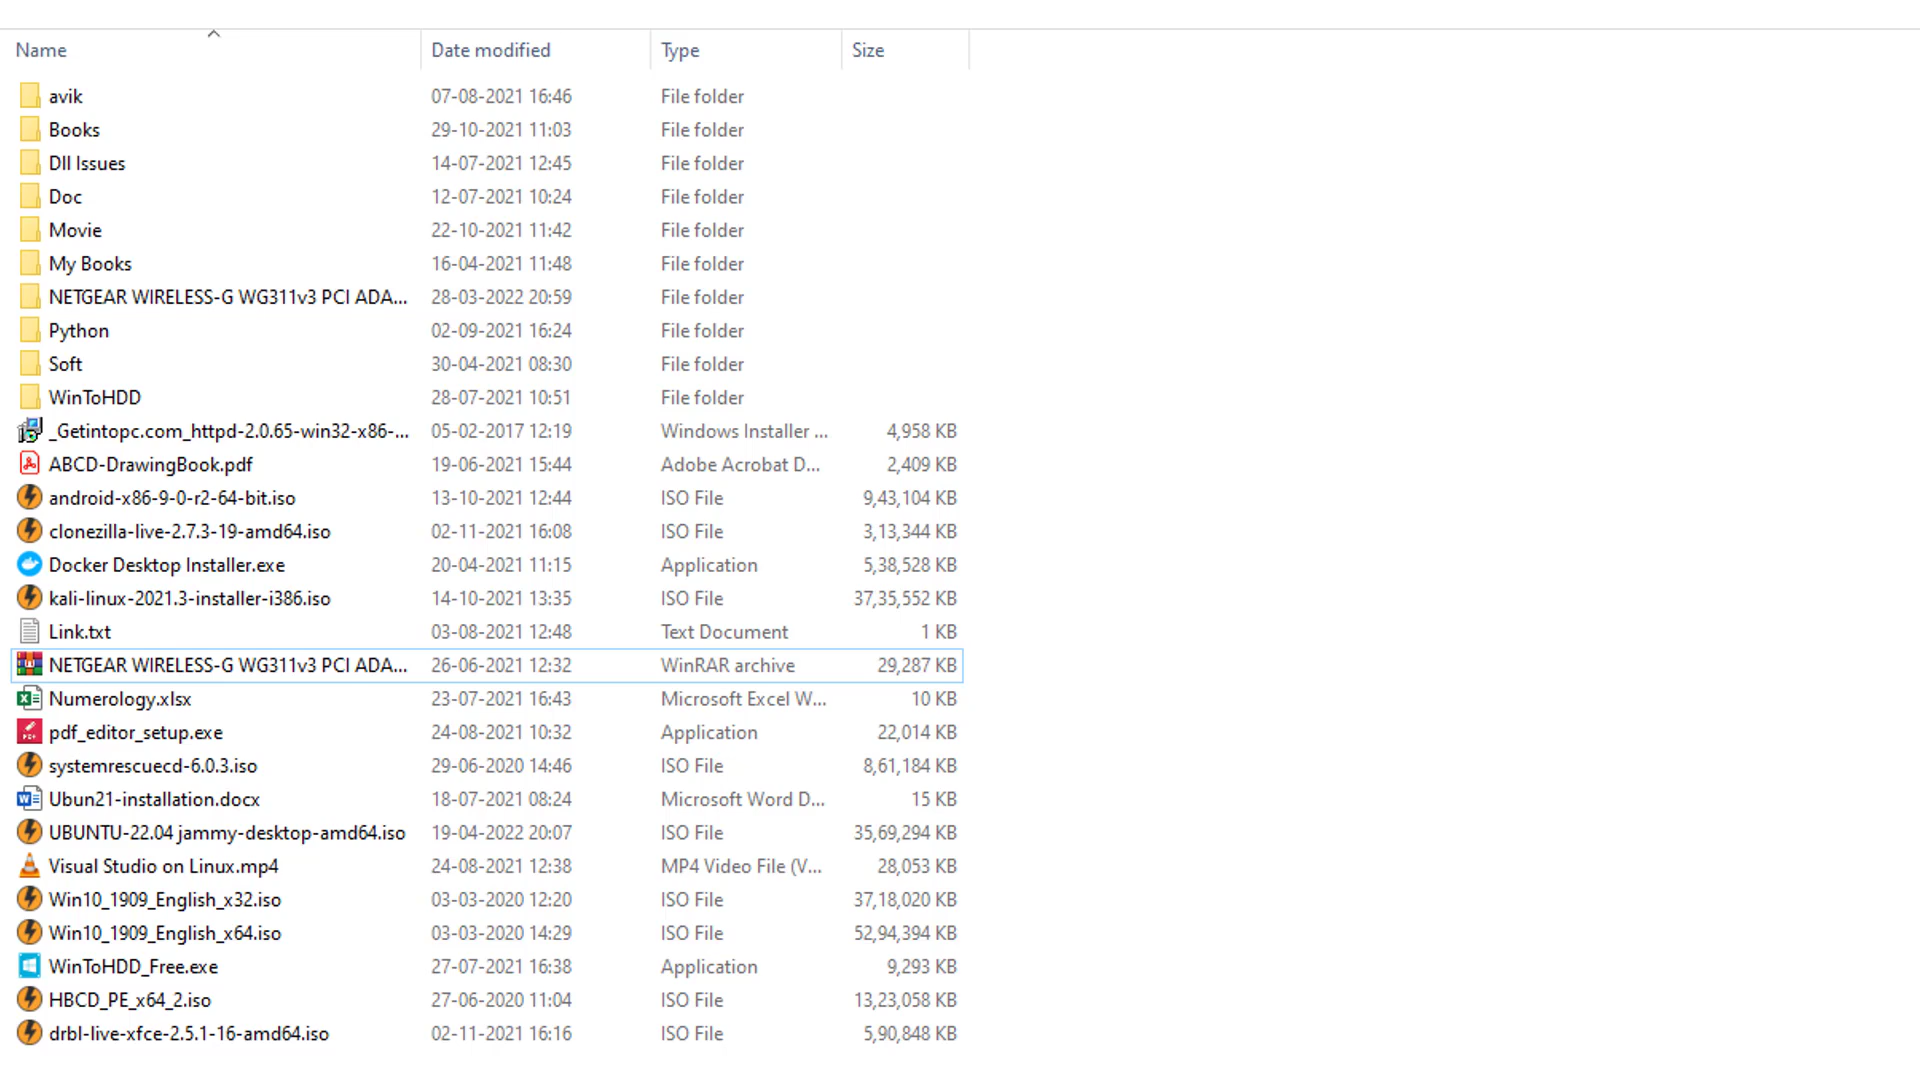 Name Date modified Type Size
avik 07-08-2021 16:46 File folder
Books 29-10-2021 11:03 File folder
Dll Issues 14-07-2021 12:45 File folder
Doc 12-07-2021 10:24 File folder
Movie 22-10-2021 11:42 File folder
My Books 16-04-2021 11:48 File folder
NETGEAR WIRELESS-G WG311v3 PCI ADA... 28-03-2022 20:59 File folder
Python 02-09-2021 16:24 File folder
Soft 30-04-2021 08:30 File folder
WinToHDD 28-07-2021 10:51 File folder
_Getintopc.com_httpd-2.0.65-win32-x86-... 05-02-2017 12:19 Windows Installer ... 4,958 KB
ABCD-DrawingBook.pdf 19-06-2021 15:44 Adobe Acrobat D... 2,409 KB
android-x86-9-0-r2-64-bit.iso 13-10-2021 12:44 ISO File 9,43,104 KB
clonezilla-live-2.7.3-19-amd64.iso 02-11-2021 16:08 ISO File 3,13,344 KB
Docker Desktop Installer.exe 20-04-2021 11:15 Application 5,38,528 KB
kali-linux-2021.3-installer-i386.iso 14-10-2021 13:35 ISO File 37,35,552 KB
Link.txt 03-08-2021 12:48 Text Document 1 KB
NETGEAR WIRELESS-G WG311v3 PCI ADA... 26-06-2021 12:32 WinRAR archive 29,287 KB
Numerology.xlsx 23-07-2021 16:43 Microsoft Excel W... 10 KB
pdf_editor_setup.exe 24-08-2021 10:32 Application 22,014 KB
systemrescuecd-6.0.3.iso 29-06-2020 14:46 ISO File 8,61,184 KB
Ubun21-installation.docx 18-07-2021 08:24 Microsoft Word D... 15 KB
UBUNTU-22.04 jammy-desktop-amd64.iso 19-04-2022 20:07 ISO File 35,69,294 KB
Visual Studio on Linux.mp4 24-08-2021 12:38 MP4 Video File (V... 28,053 KB
Win10_1909_English_x32.iso 03-03-2020 12:20 ISO File 37,18,020 KB
Win10_1909_English_x64.iso 03-03-2020 14:29 ISO File 52,94,394 KB
WinToHDD_Free.exe 27-07-2021 16:38 Application 9,293 KB
HBCD_PE_x64_2.iso 27-06-2020 11:04 ISO File 13,23,058 KB
drbl-live-xfce-2.5.1-16-amd64.iso 02-11-2021 16:16 ISO File 5,90,848 KB